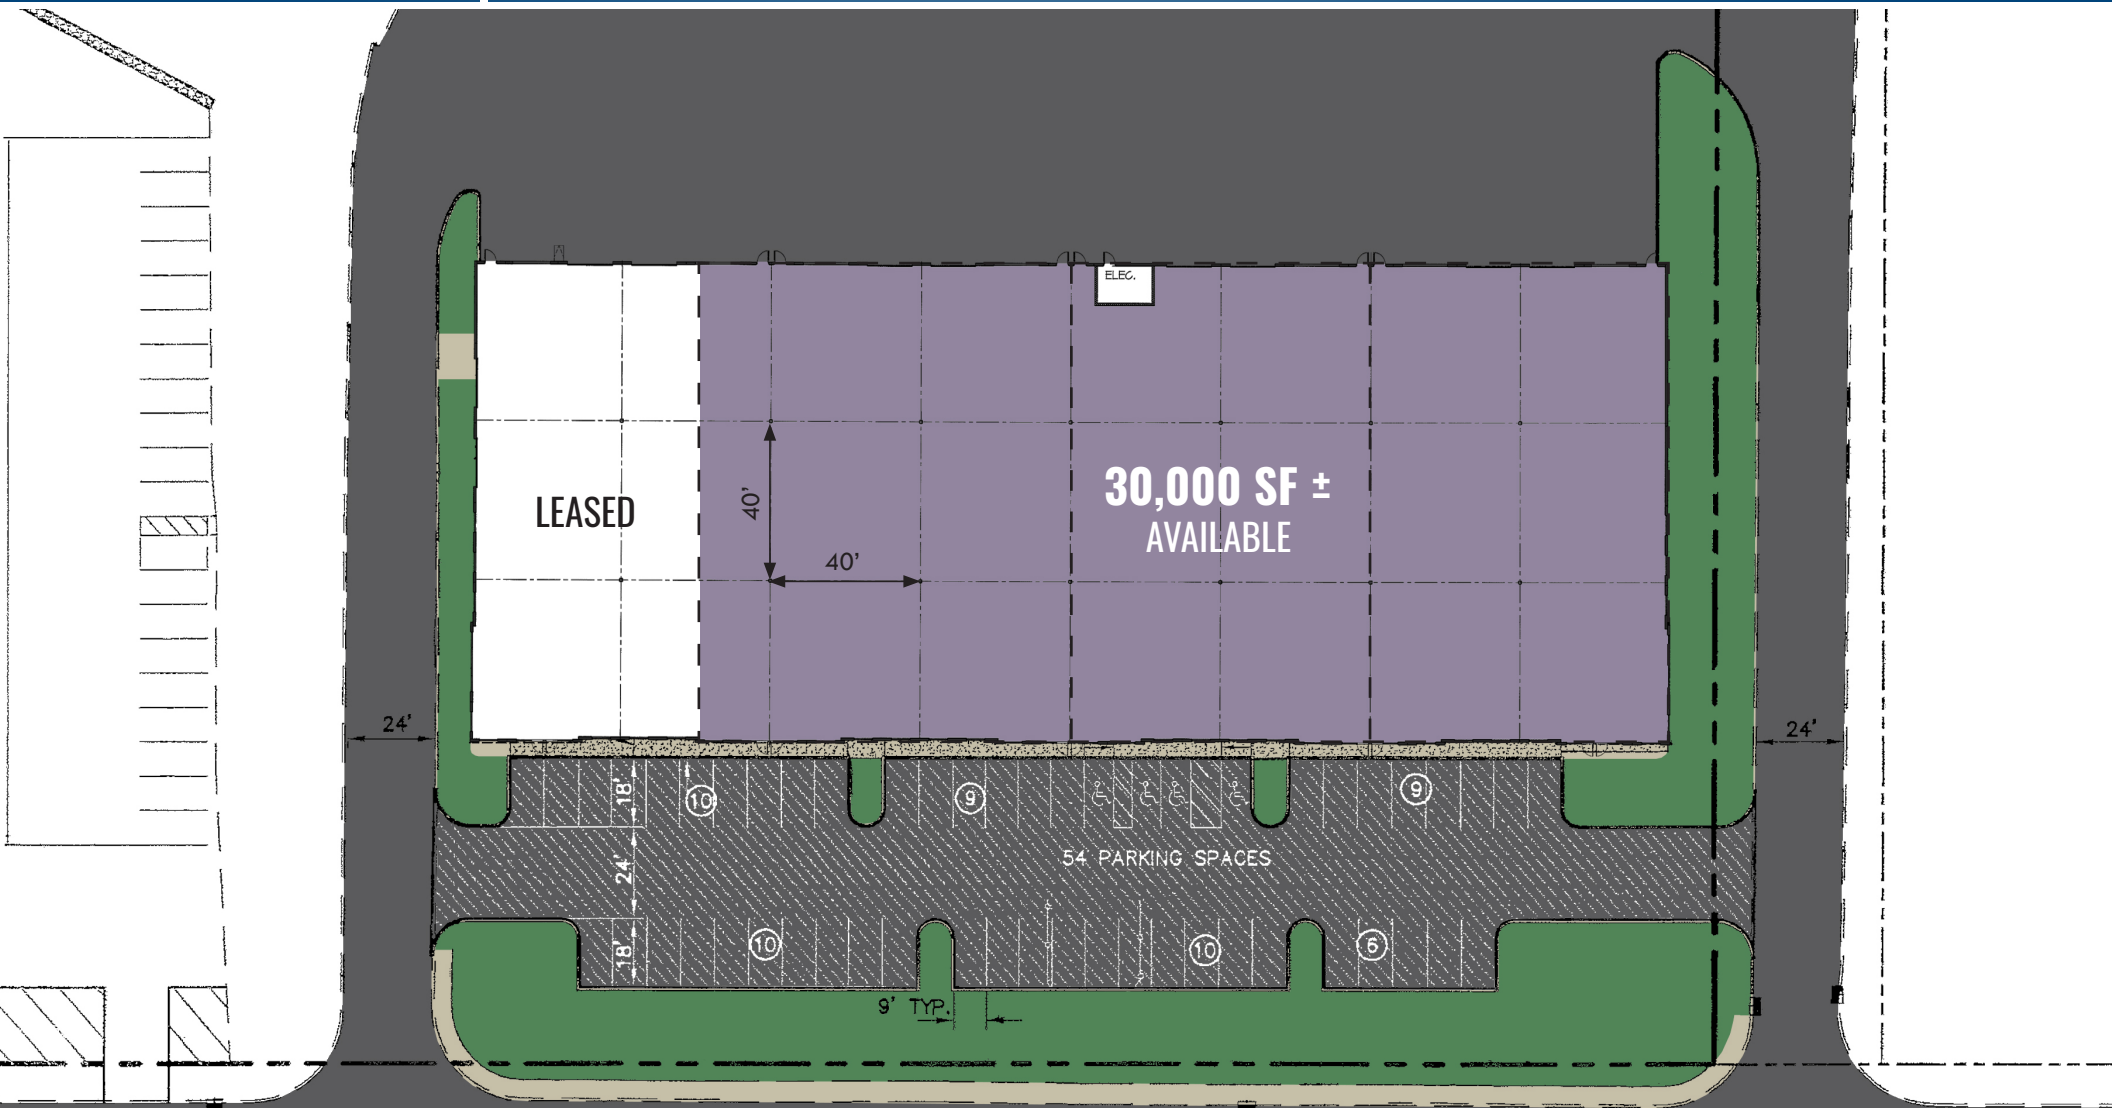 ELEC.
30,000 SF ±
AVAILABLE
LEASED
40'
40'
24'
24'
18'
10
9
9
54 PARKING SPACES
24'
18'
10
10
6
9' TYP.